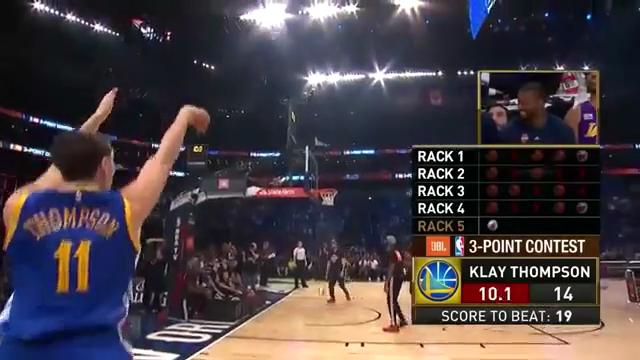 THOMPSON
11
RACK 1
RACK 2
RACK 3
RACK 4
RACK 5
JBL NBA 3-POINT CONTEST
KLAY THOMPSON
10.1 14
SCORE TO BEAT: 19